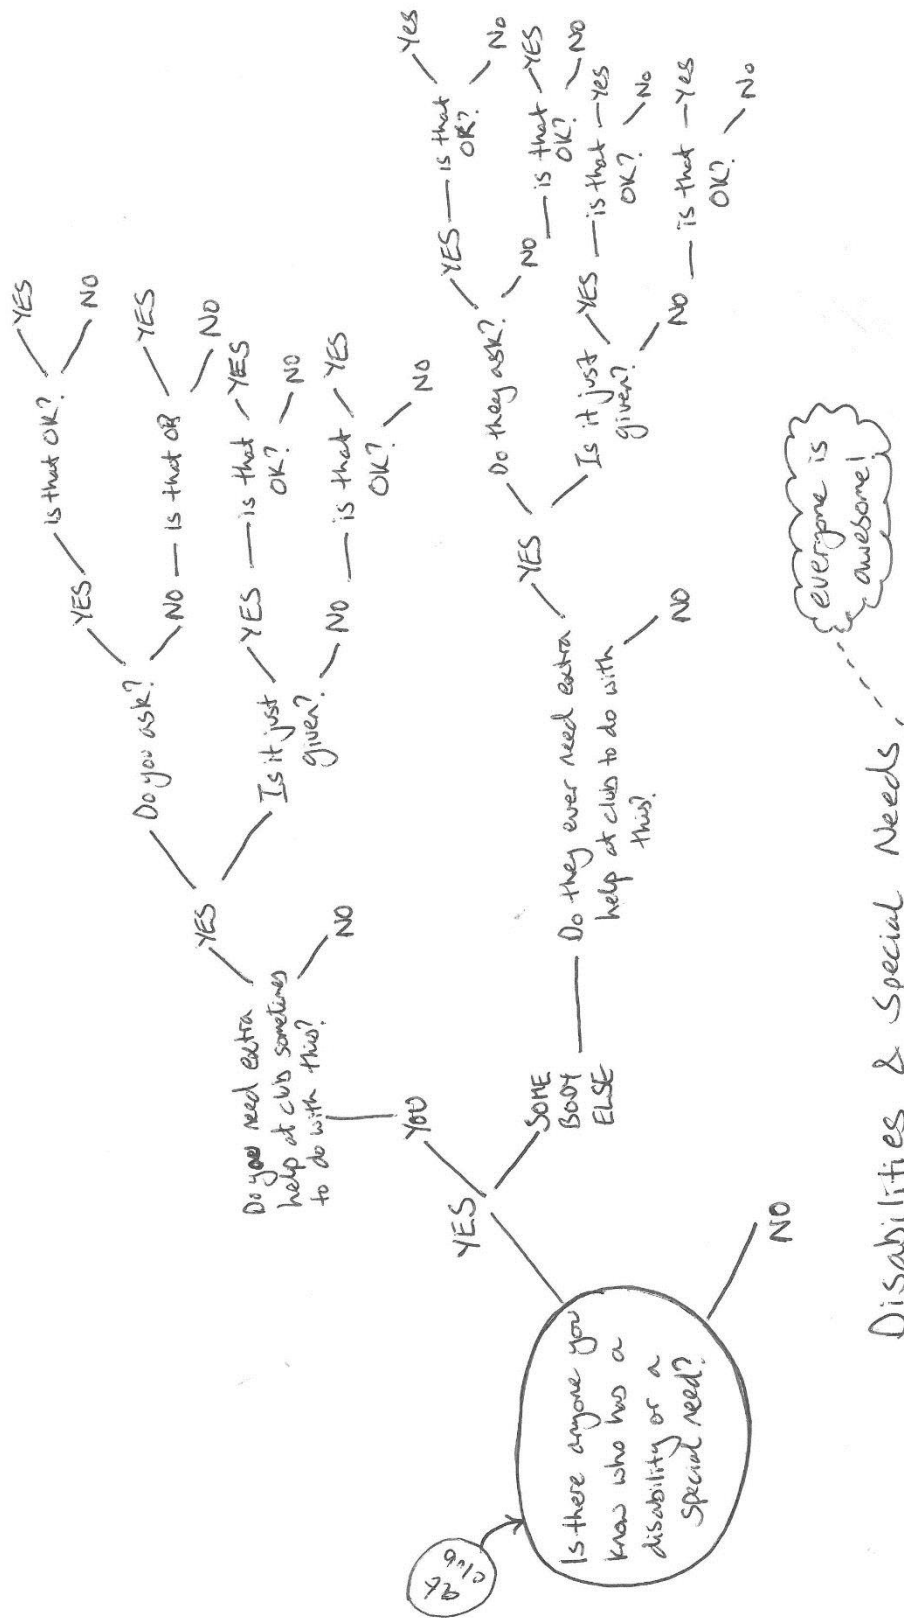 at
club
Is there anyone you
know who has a
disability or a
special need?
YES
NO
YOU
Do you need extra
help at club sometimes
to do with this?
YES
NO
Do you ask?
YES
Is that OK?
YES
NO
NO
is that OK
YES
NO
Is it just
given?
YES
is that
OK?
YES
NO
NO
is that
OK?
YES
NO
SOME
BODY
ELSE
Do they ever need extra
help at club to do with
this?
YES
NO
Do they ask?
YES
is that
OK?
Yes
No
NO
is that
OK?
YES
NO
Is it just
given?
YES
is that
OK?
Yes
No
NO
is that
OK?
Yes
No
Disabilities & Special Needs
everyone is
awesome!